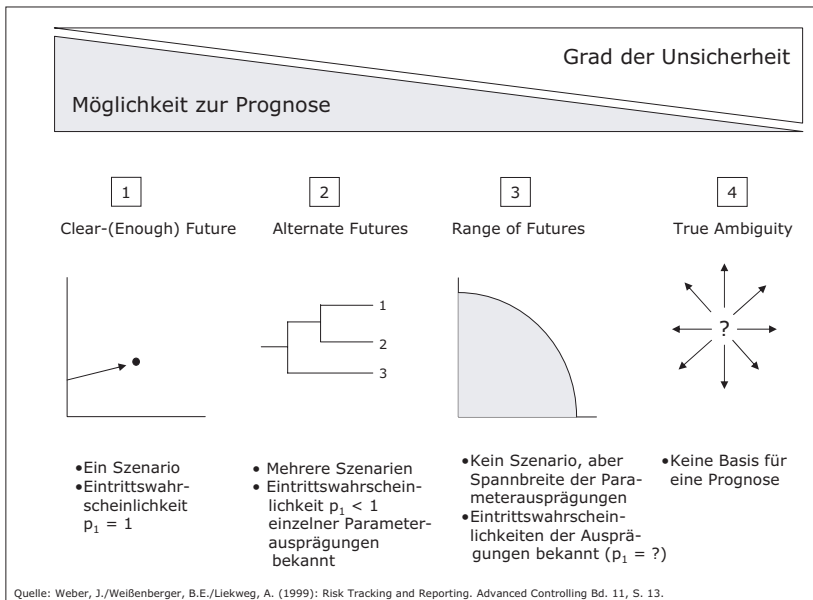 Grad der Unsicherheit
Möglichkeit zur Prognose
1
Clear-(Enough) Future
2
Alternate Futures
3
Range of Futures
4
True Ambiguity
1
2
3
?
•Ein Szenario
•Eintrittswahr-
scheinlichkeit
p₁ = 1
• Mehrere Szenarien
• Eintrittswahrschein-
lichkeit p₁ < 1
einzelner Parameter-
ausprägungen
bekannt
•Kein Szenario, aber
Spannbreite der Para-
meterausprägungen
•Eintrittswahrschein-
lichkeiten der Ausprä-
gungen bekannt (p₁ = ?)
•Keine Basis für
eine Prognose
Quelle: Weber, J./Weißenberger, B.E./Liekweg, A. (1999): Risk Tracking and Reporting. Advanced Controlling Bd. 11, S. 13.